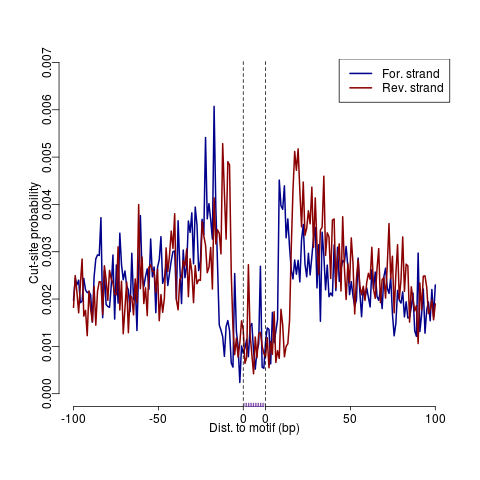 For. strand
Rev. strand
Cut-site probability
0.007
0.006
0.005
0.004
0.003
0.002
0.001
0.000
-100 -50 0 0 50 100
Dist. to motif (bp)